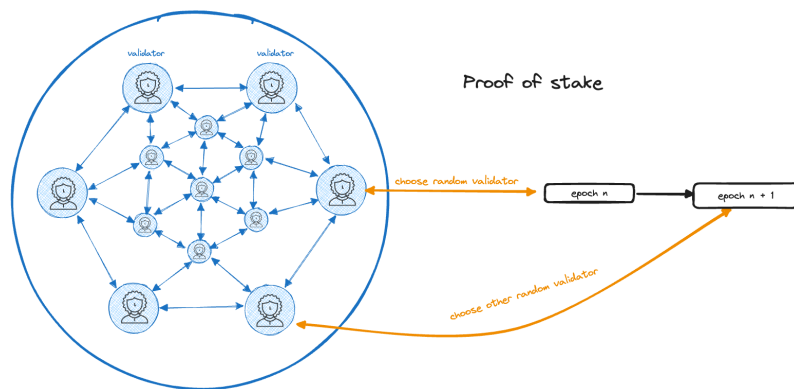 validator
validator
Proof of stake
choose random validator
epoch n
epoch n + 1
choose other random validator